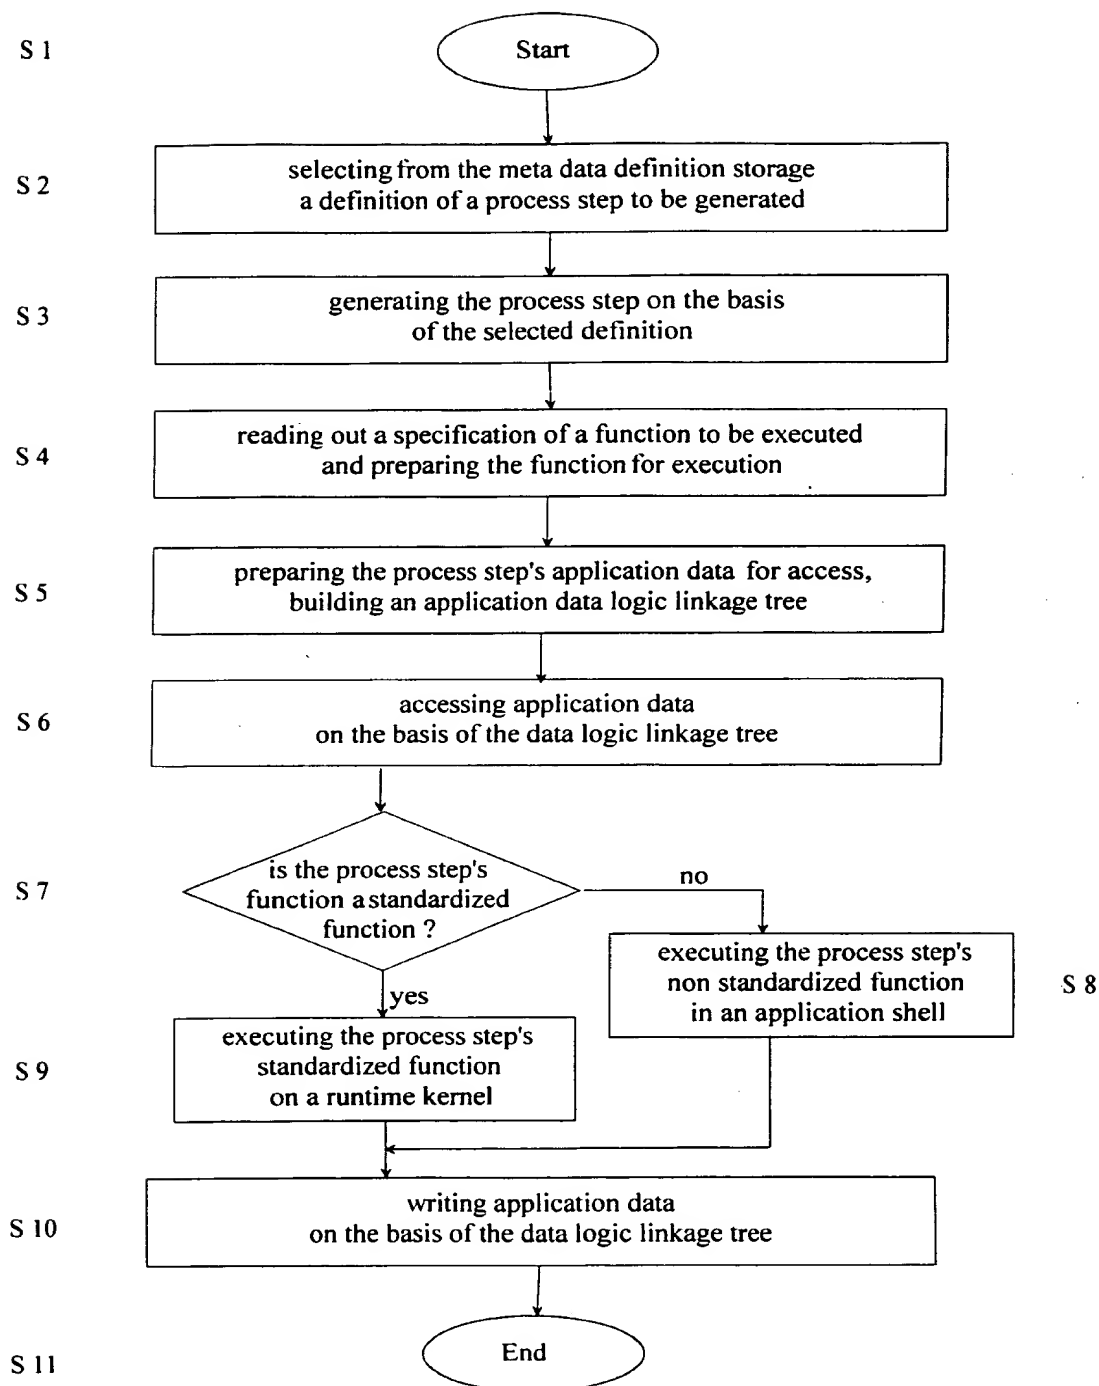 S 1
Start
S 2
selecting from the meta data definition storage
a definition of a process step to be generated
S 3
generating the process step on the basis
of the selected definition
S 4
reading out a specification of a function to be executed
and preparing the function for execution
S 5
preparing the process step's application data for access,
building an application data logic linkage tree
S 6
accessing application data
on the basis of the data logic linkage tree
S 7
is the process step's
function a standardized
function ?
no
executing the process step's
non standardized function
in an application shell
S 8
yes
S 9
executing the process step's
standardized function
on a runtime kernel
S 10
writing application data
on the basis of the data logic linkage tree
End
S 11